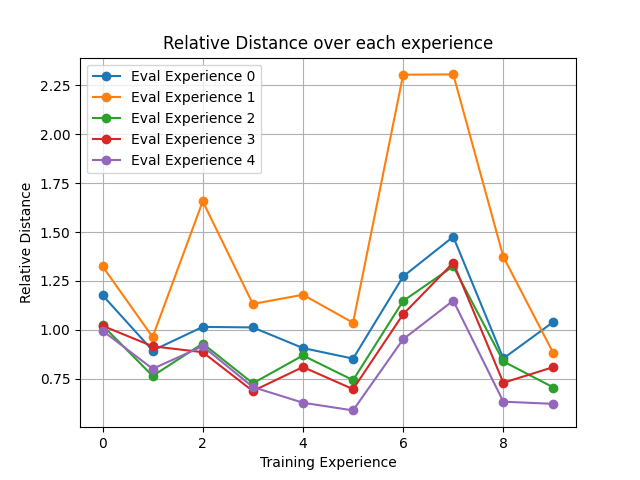 Relative Distance over each experience
Eval Experience 0
Eval Experience 1
Eval Experience 2
Eval Experience 3
Eval Experience 4
2.25
2.00
1.75
1.50
1.25
1.00
0.75
Relative Distance
0 2 4 6 8
Training Experience